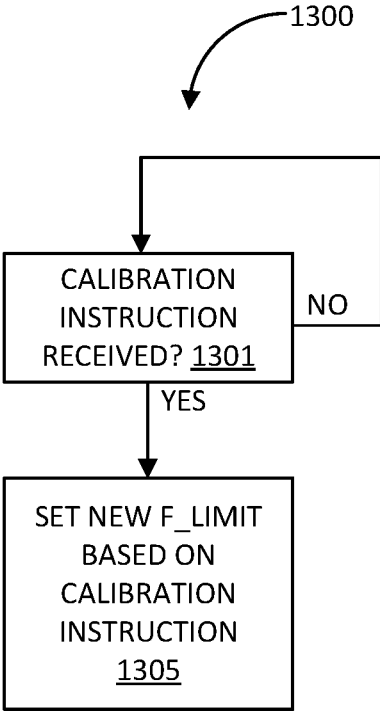 1300
CALIBRATION
INSTRUCTION
RECEIVED? 1301
NO
YES
SET NEW F_LIMIT
BASED ON
CALIBRATION
INSTRUCTION
1305